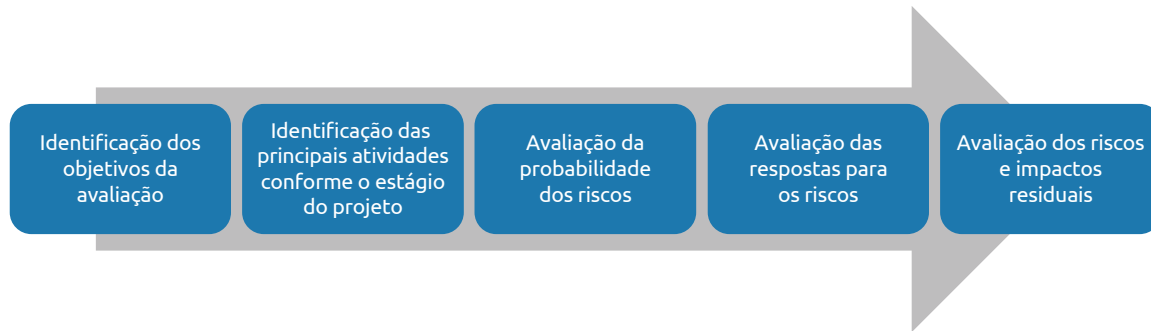 Identificação dos
objetivos da
avaliação
Identificação das
principais atividades
conforme o estágio
do projeto
Avaliação da
probabilidade
dos riscos
Avaliação das
respostas para
os riscos
Avaliação dos riscos
e impactos
residuais